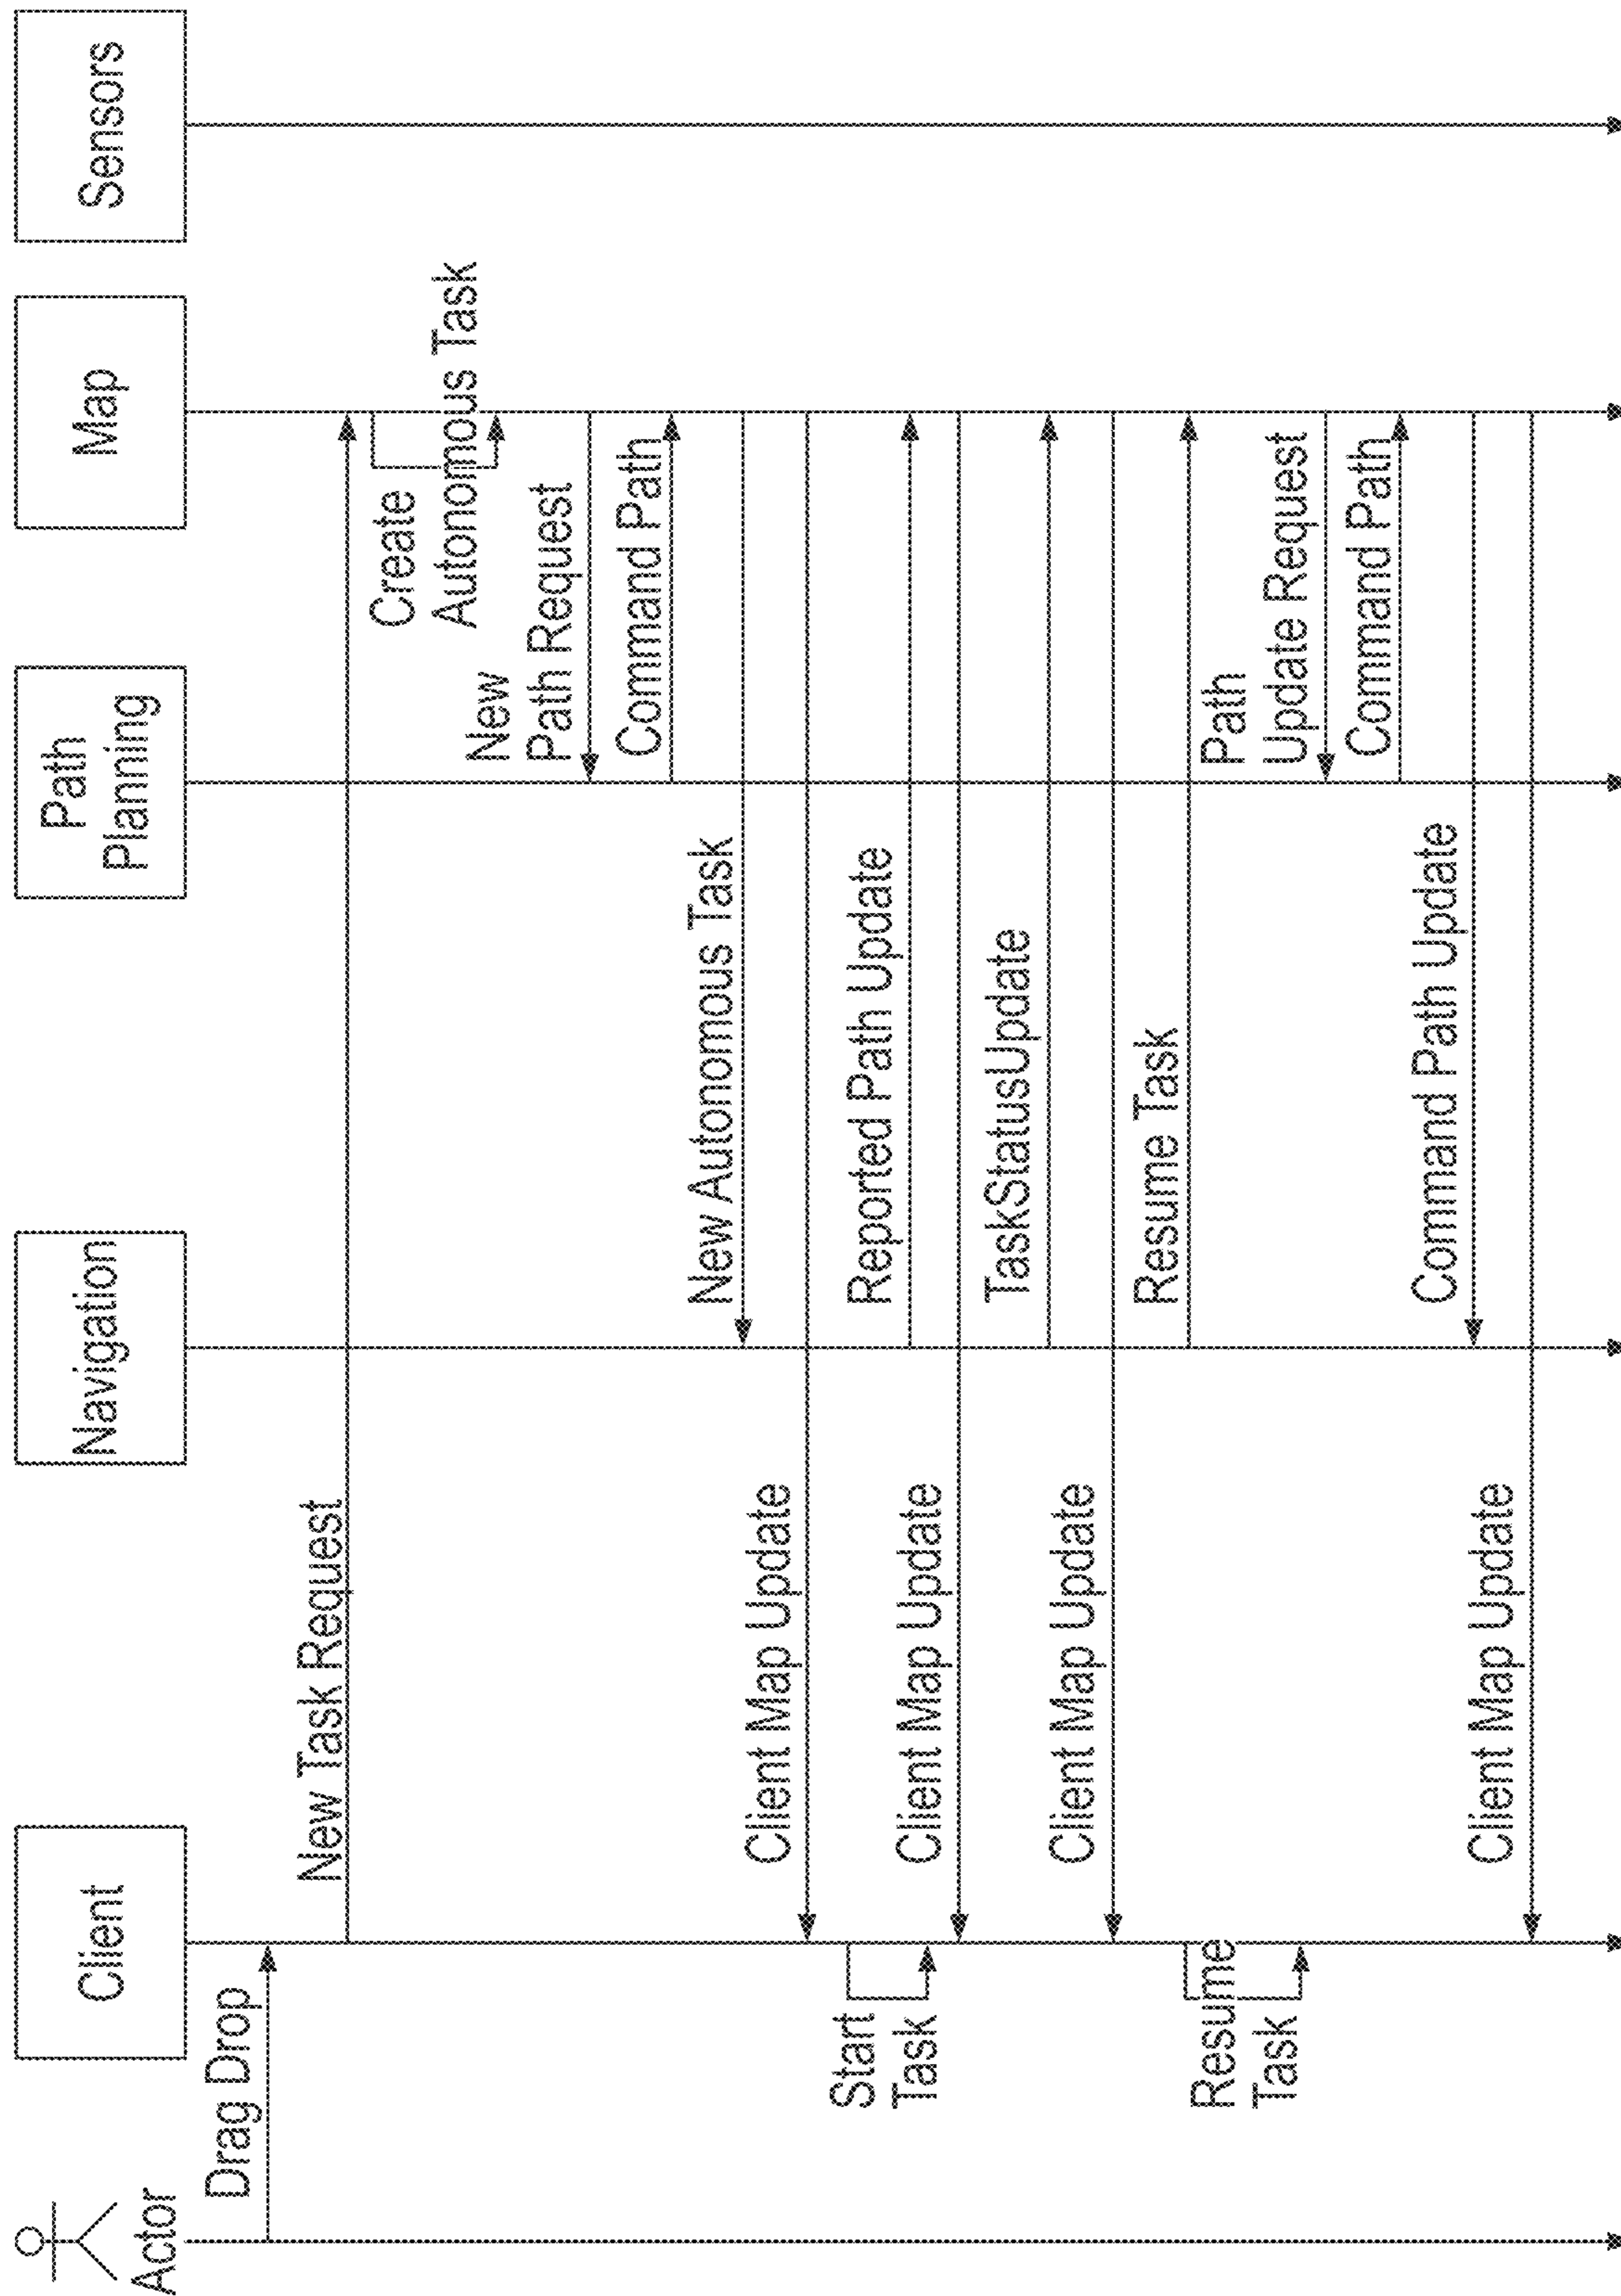 Actor
Client
Navigation
Path
Planning
Map
Sensors
Drag Drop
New Task Request
Create
Autonomous Task
New
Path Request
Command Path
New Autonomous Task
Client Map Update
Start
Task
Reported Path Update
Client Map Update
TaskStatusUpdate
Client Map Update
Resume Task
Resume
Task
Path
Update Request
Command Path
Command Path Update
Client Map Update